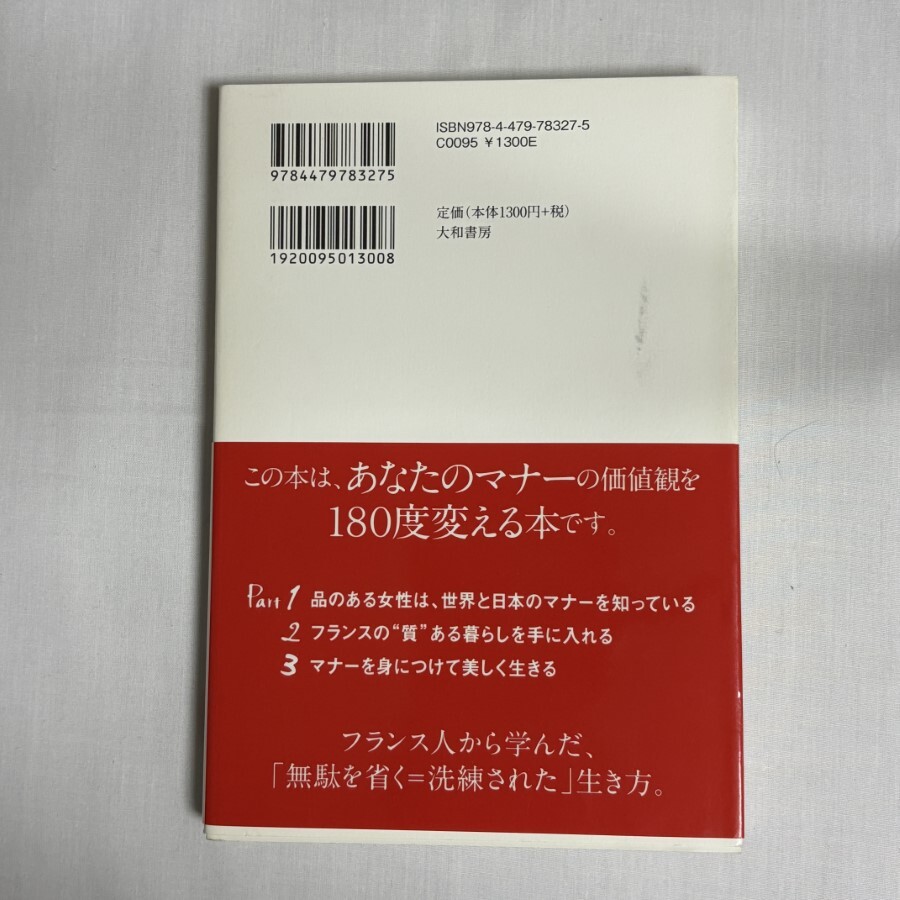 ISBN978-4-479-78327-5
C0095 ¥1300E
9784479783275
定価(本体1300円+税)
大和書房
1920095013008
この本は、あなたのマナーの価値観を
180度変える本です。
Part 1 品のある女性は、世界と日本のマナーを知っている
2 フランスの“質”ある暮らしを手に入れる
3 マナーを身につけて美しく生きる
フランス人から学んだ、
「無駄を省く=洗練された」生き方。